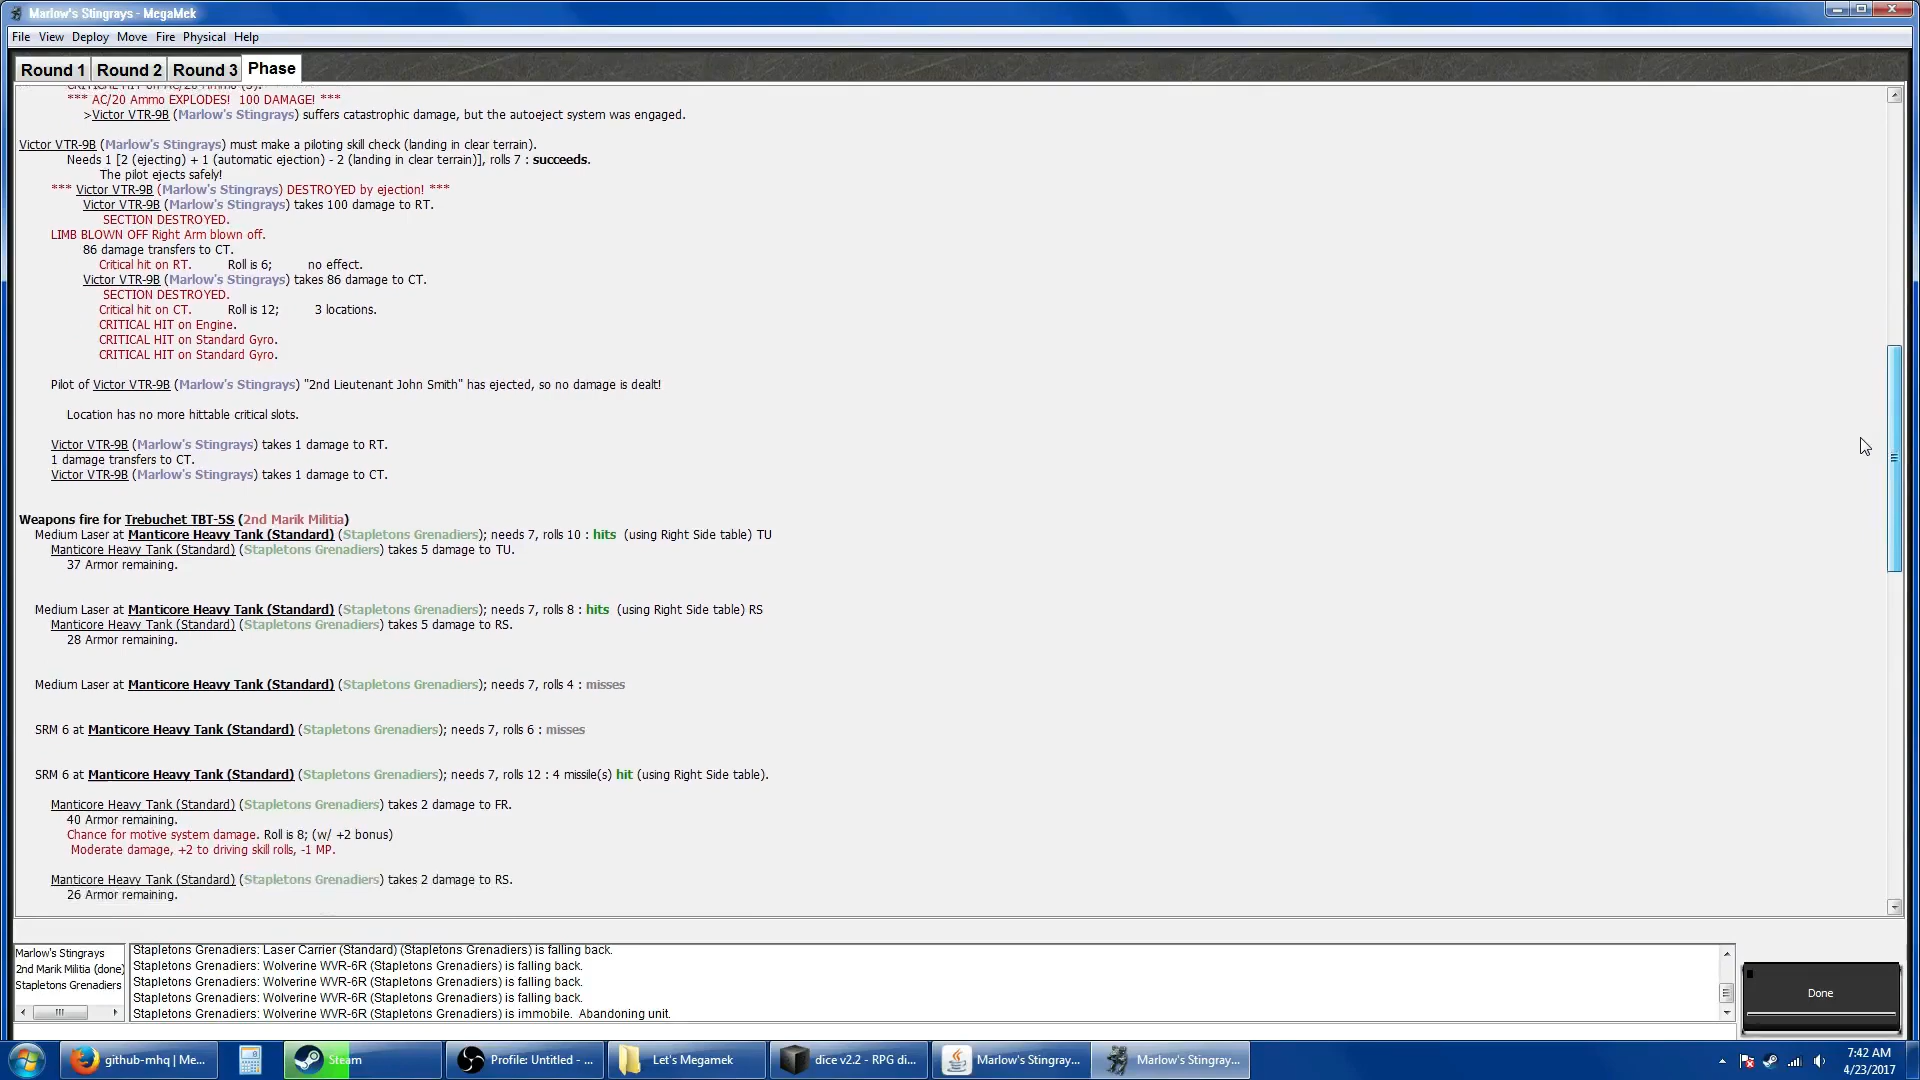 Marlow's Stingrays - MegaMek
File View Deploy Move Fire Physical Help
Round 1 Round 2 Round 3 Phase
CRITICAL HIT on AC/20 Ammo (5).
*** AC/20 Ammo EXPLODES!  100 DAMAGE! ***
>Victor VTR-9B (Marlow's Stingrays) suffers catastrophic damage, but the autoeject system was engaged.
Victor VTR-9B (Marlow's Stingrays) must make a piloting skill check (landing in clear terrain).
Needs 1 [2 (ejecting) + 1 (automatic ejection) - 2 (landing in clear terrain)], rolls 7 : succeeds.
The pilot ejects safely!
*** Victor VTR-9B (Marlow's Stingrays) DESTROYED by ejection! ***
Victor VTR-9B (Marlow's Stingrays) takes 100 damage to RT.
SECTION DESTROYED.
LIMB BLOWN OFF Right Arm blown off.
86 damage transfers to CT.
Critical hit on RT. Roll is 6; no effect.
Victor VTR-9B (Marlow's Stingrays) takes 86 damage to CT.
SECTION DESTROYED.
Critical hit on CT. Roll is 12; 3 locations.
CRITICAL HIT on Engine.
CRITICAL HIT on Standard Gyro.
CRITICAL HIT on Standard Gyro.
Pilot of Victor VTR-9B (Marlow's Stingrays) "2nd Lieutenant John Smith" has ejected, so no damage is dealt!
Location has no more hittable critical slots.
Victor VTR-9B (Marlow's Stingrays) takes 1 damage to RT.
1 damage transfers to CT.
Victor VTR-9B (Marlow's Stingrays) takes 1 damage to CT.
Weapons fire for Trebuchet TBT-5S (2nd Marik Militia)
Medium Laser at Manticore Heavy Tank (Standard) (Stapletons Grenadiers); needs 7, rolls 10 : hits (using Right Side table) TU
Manticore Heavy Tank (Standard) (Stapletons Grenadiers) takes 5 damage to TU.
37 Armor remaining.
Medium Laser at Manticore Heavy Tank (Standard) (Stapletons Grenadiers); needs 7, rolls 8 : hits (using Right Side table) RS
Manticore Heavy Tank (Standard) (Stapletons Grenadiers) takes 5 damage to RS.
28 Armor remaining.
Medium Laser at Manticore Heavy Tank (Standard) (Stapletons Grenadiers); needs 7, rolls 4 : misses
SRM 6 at Manticore Heavy Tank (Standard) (Stapletons Grenadiers); needs 7, rolls 6 : misses
SRM 6 at Manticore Heavy Tank (Standard) (Stapletons Grenadiers); needs 7, rolls 12 : 4 missile(s) hit (using Right Side table).
Manticore Heavy Tank (Standard) (Stapletons Grenadiers) takes 2 damage to FR.
40 Armor remaining.
Chance for motive system damage. Roll is 8; (w/ +2 bonus)
Moderate damage, +2 to driving skill rolls, -1 MP.
Manticore Heavy Tank (Standard) (Stapletons Grenadiers) takes 2 damage to RS.
26 Armor remaining.
Marlow's Stingrays
2nd Marik Militia (done)
Stapletons Grenadiers
Stapletons Grenadiers: Laser Carrier (Standard) (Stapletons Grenadiers) is falling back.
Stapletons Grenadiers: Wolverine WVR-6R (Stapletons Grenadiers) is falling back.
Stapletons Grenadiers: Wolverine WVR-6R (Stapletons Grenadiers) is falling back.
Stapletons Grenadiers: Wolverine WVR-6R (Stapletons Grenadiers) is falling back.
Stapletons Grenadiers: Wolverine WVR-6R (Stapletons Grenadiers) is immobile.  Abandoning unit.
Done
github-mhq | Me...
Steam
Profile: Untitled - ...
Let's Megamek
dice v2.2 - RPG di...
Marlow's Stingray...
Marlow's Stingray...
7:42 AM
4/23/2017